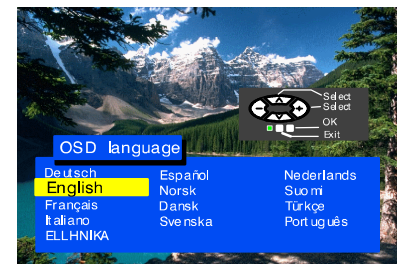 Select
Select
OK
Exit
OSD language
Deutsch
English
Français
Italiano
ELLHNIKA
Español
Norsk
Dansk
Svenska
Nederlands
Suomi
Türkçe
Português